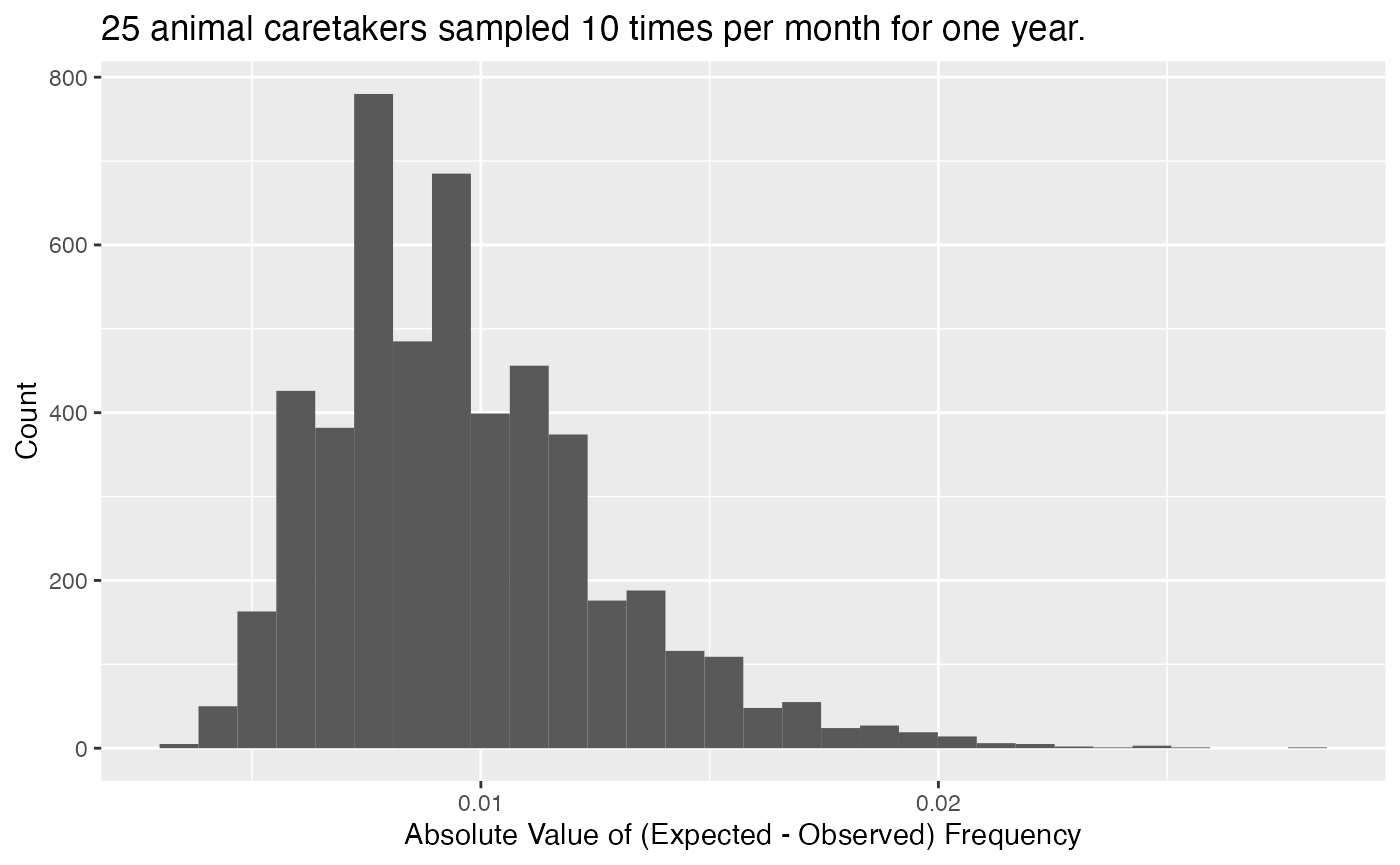 25 animal caretakers sampled 10 times per month for one year.
800
600
400
200
0
Count
0.01 0.02
Absolute Value of (Expected - Observed) Frequency